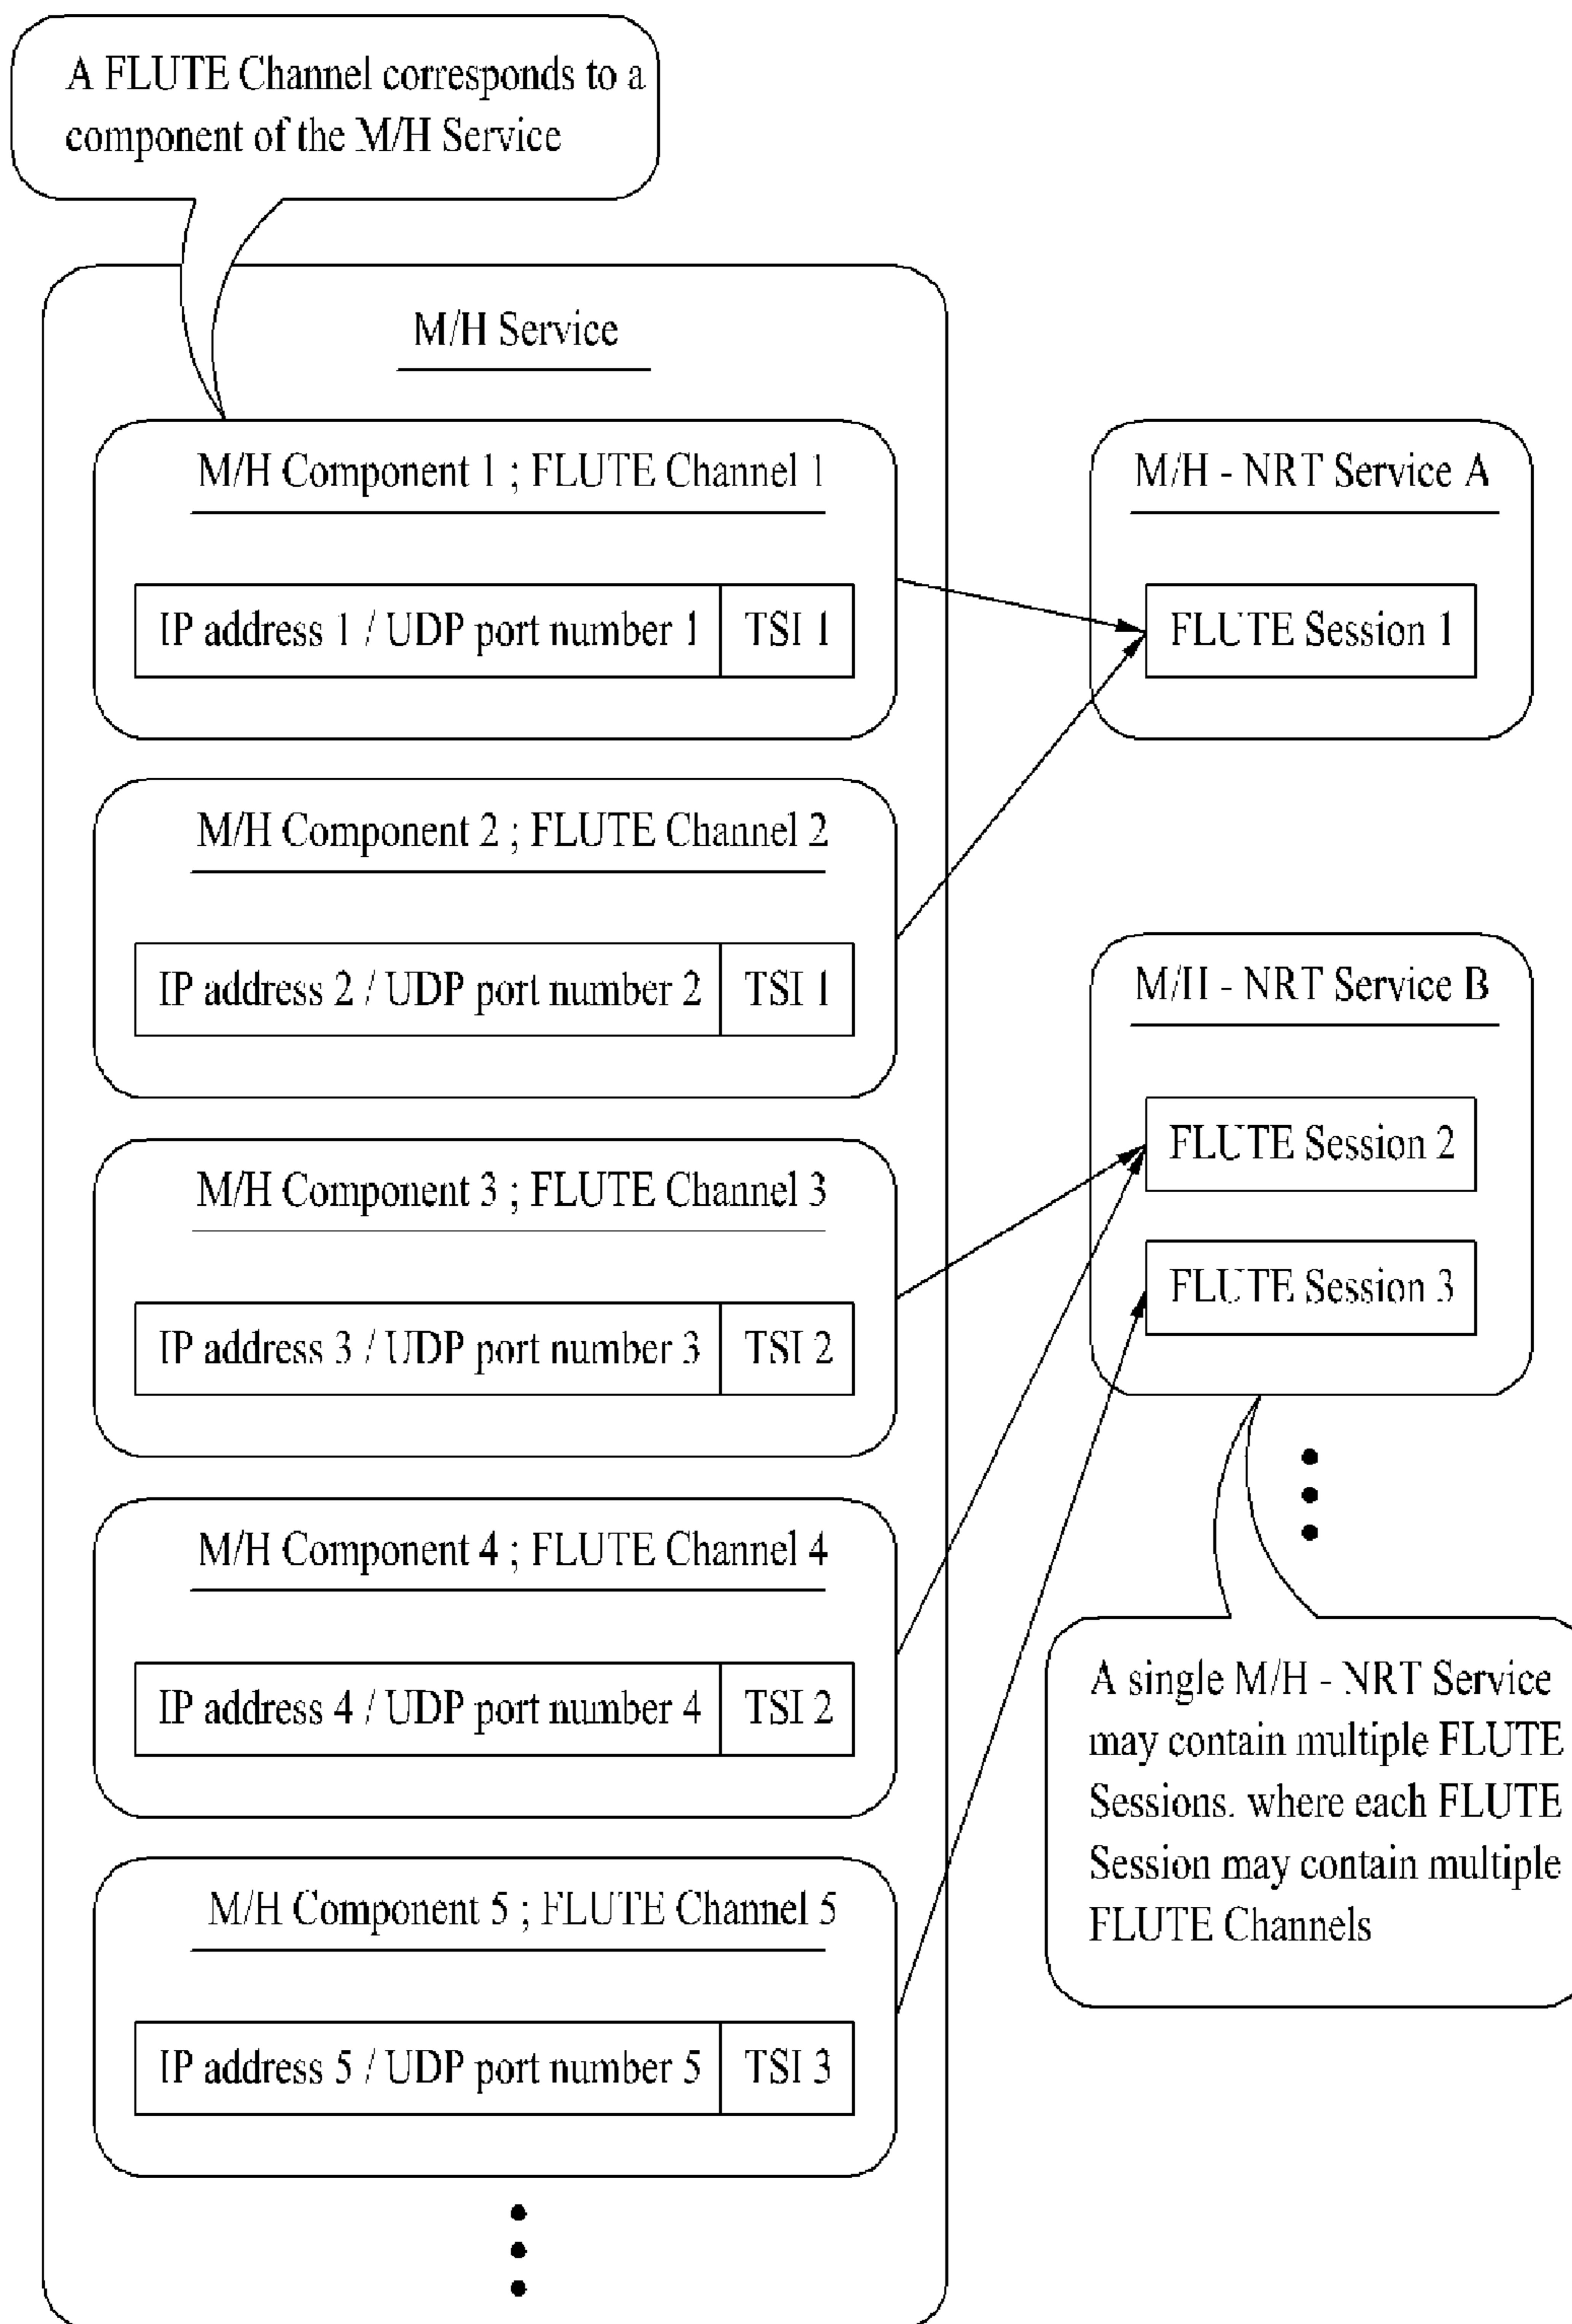 A FLUTE Channel corresponds to a
component of the M/H Service
M/H Service
M/H Component 1 ; FLUTE Channel 1
IP address 1 / UDP port number 1
TSI 1
M/H Component 2 ; FLUTE Channel 2
IP address 2 / UDP port number 2
TSI 1
M/H Component 3 ; FLUTE Channel 3
IP address 3 / UDP port number 3
TSI 2
M/H Component 4 ; FLUTE Channel 4
IP address 4 / UDP port number 4
TSI 2
M/H Component 5 ; FLUTE Channel 5
IP address 5 / UDP port number 5
TSI 3
M/H - NRT Service A
FLUTE Session 1
M/H - NRT Service B
FLUTE Session 2
FLUTE Session 3
A single M/H - NRT Service
may contain multiple FLUTE
Sessions. where each FLUTE
Session may contain multiple
FLUTE Channels